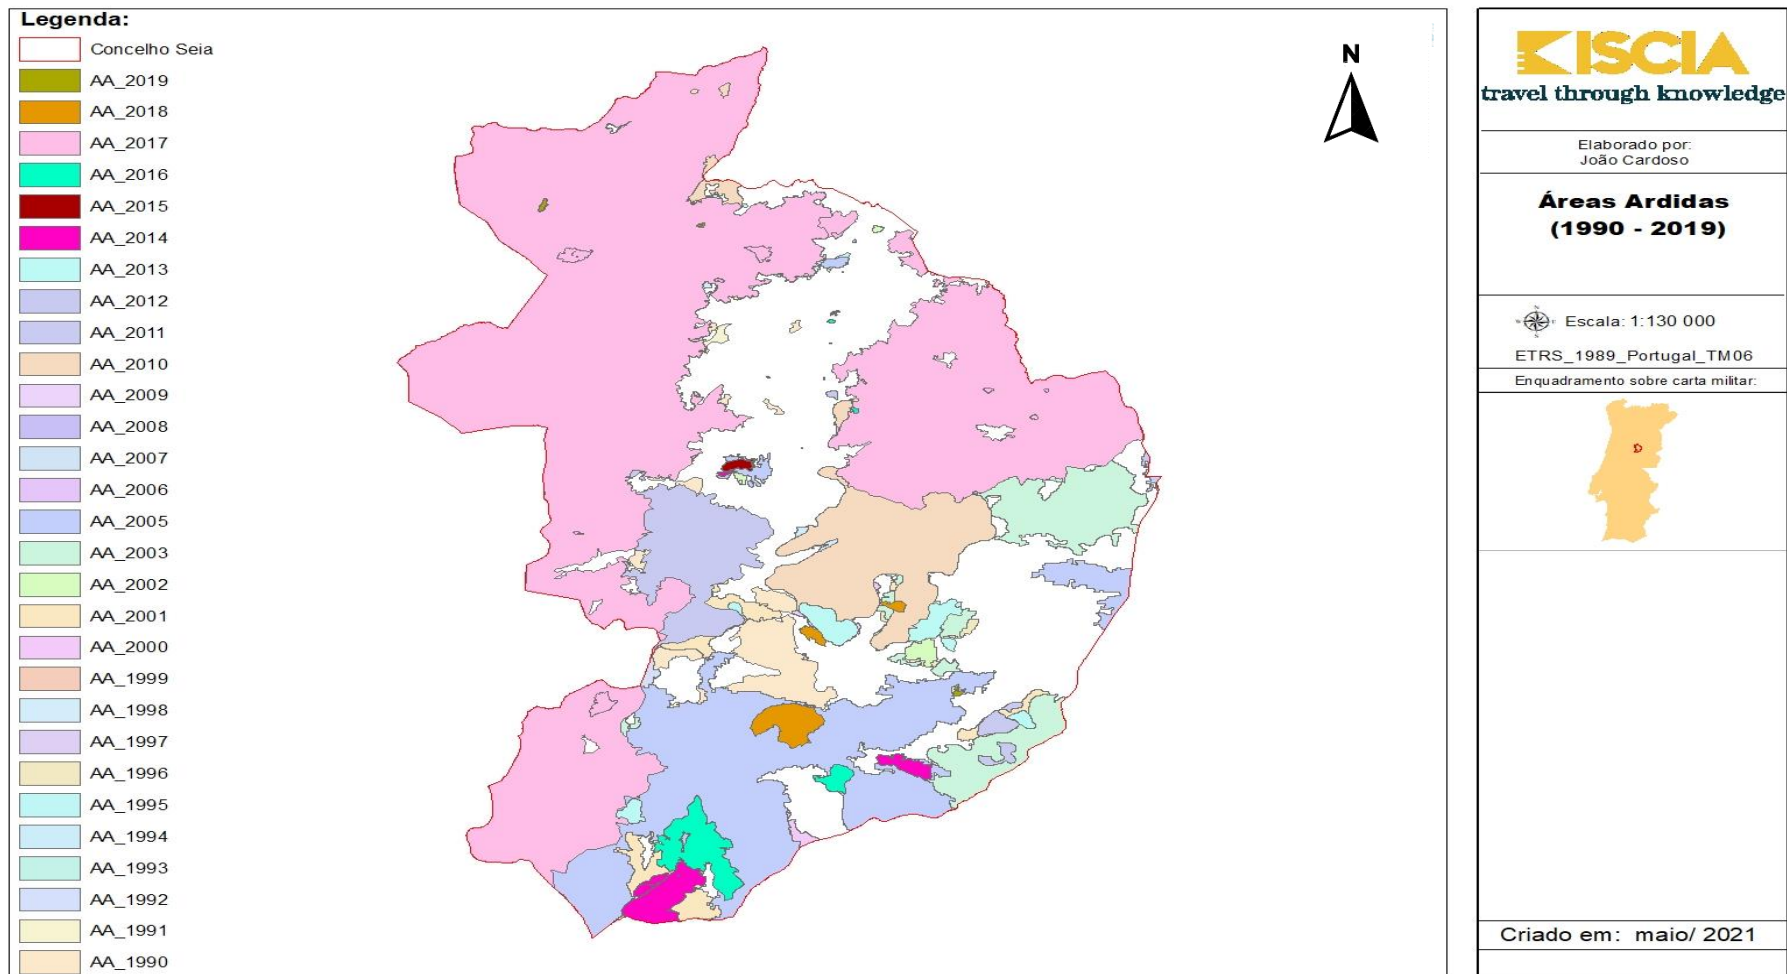 Legenda:
Concelho Seia
AA_2019
AA_2018
AA_2017
AA_2016
AA_2015
AA_2014
AA_2013
AA_2012
AA_2011
AA_2010
AA_2009
AA_2008
AA_2007
AA_2006
AA_2005
AA_2003
AA_2002
AA_2001
AA_2000
AA_1999
AA_1998
AA_1997
AA_1996
AA_1995
AA_1994
AA_1993
AA_1992
AA_1991
AA_1990
N
ISCIA
travel through knowledge
Elaborado por:
João Cardoso
Áreas Ardidas
(1990 - 2019)
Escala: 1:130 000
ETRS_1989_Portugal_TM06
Enquadramento sobre carta militar:
Criado em: maio/ 2021